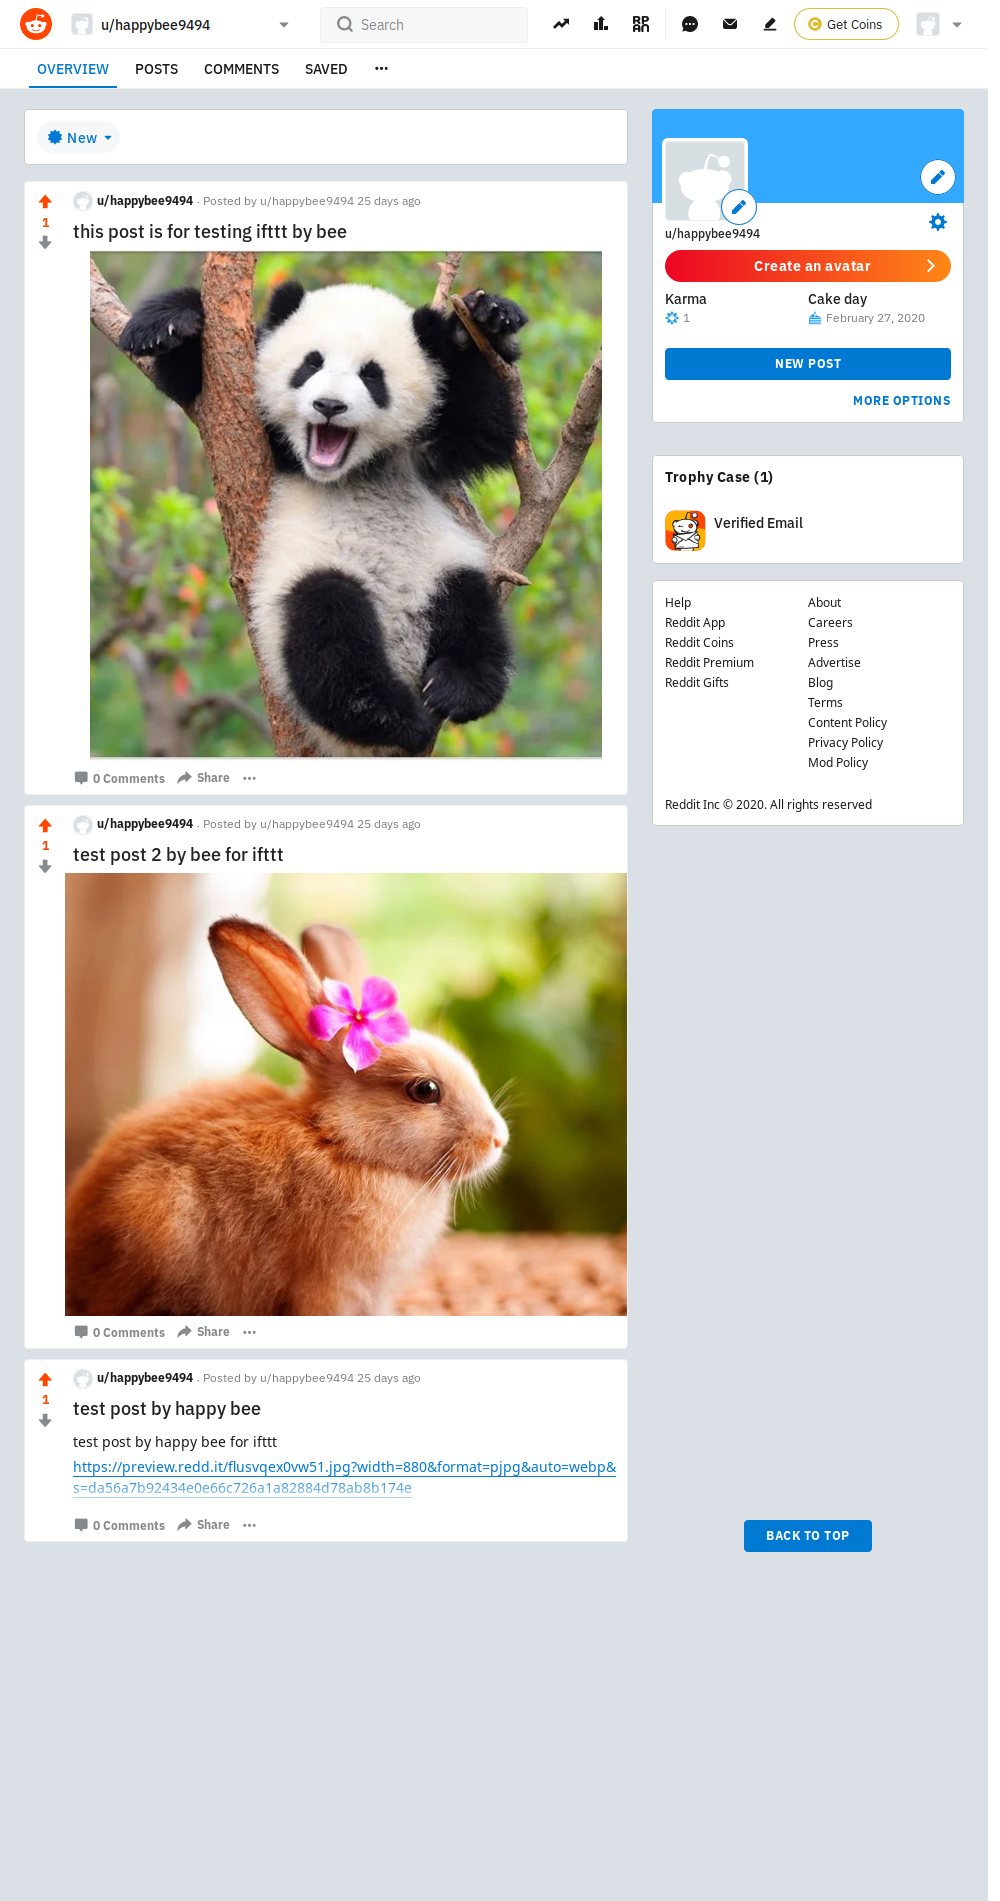 u/happybee9494
Search
Get Coins
OVERVIEW POSTS COMMENTS SAVED
New
1
u/happybee9494 · Posted by u/happybee9494 25 days ago
this post is for testing ifttt by bee
0 Comments Share
1
u/happybee9494 · Posted by u/happybee9494 25 days ago
test post 2 by bee for ifttt
0 Comments Share
1
u/happybee9494 · Posted by u/happybee9494 25 days ago
test post by happy bee
test post by happy bee for ifttt
https://preview.redd.it/flusvqex0vw51.jpg?width=880&format=pjpg&auto=webp&
s=da56a7b92434e0e66c726a1a82884d78ab8b174e
0 Comments Share
u/happybee9494
Create an avatar
Karma Cake day
1 February 27, 2020
NEW POST
MORE OPTIONS
Trophy Case (1)
Verified Email
Help
Reddit App
Reddit Coins
Reddit Premium
Reddit Gifts
About
Careers
Press
Advertise
Blog
Terms
Content Policy
Privacy Policy
Mod Policy
Reddit Inc © 2020. All rights reserved
BACK TO TOP